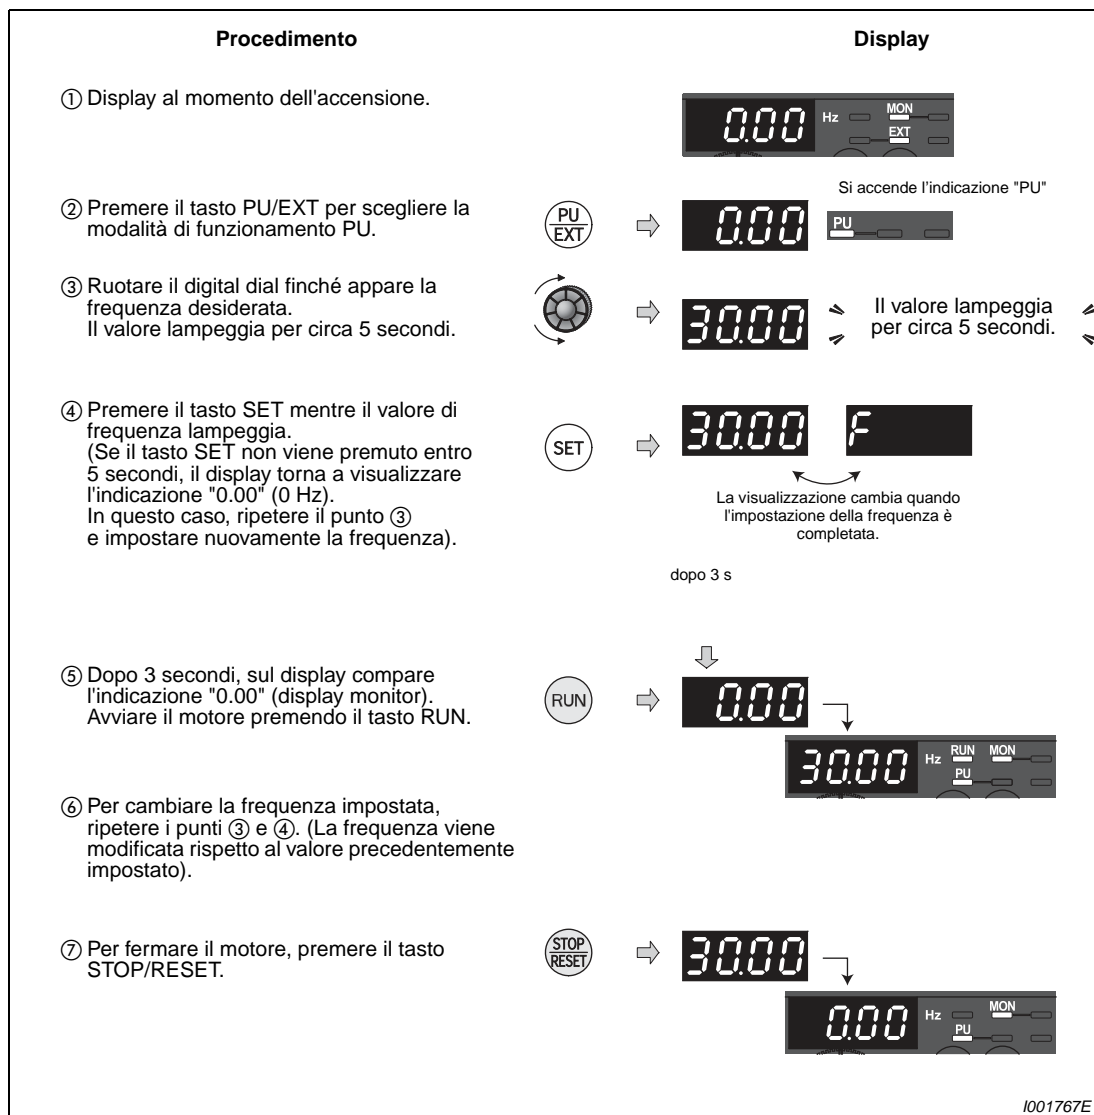 Procedimento
Display
① Display al momento dell'accensione.
0.00 Hz MON
EXT
Si accende l'indicazione "PU"
② Premere il tasto PU/EXT per scegliere la
modalità di funzionamento PU.
PU
EXT
0.00
PU
③ Ruotare il digital dial finché appare la
frequenza desiderata.
Il valore lampeggia per circa 5 secondi.
30.00
Il valore lampeggia
per circa 5 secondi.
④ Premere il tasto SET mentre il valore di
frequenza lampeggia.
(Se il tasto SET non viene premuto entro
5 secondi, il display torna a visualizzare
l'indicazione "0.00" (0 Hz).
In questo caso, ripetere il punto ③
e impostare nuovamente la frequenza).
SET
30.00
F
La visualizzazione cambia quando
l'impostazione della frequenza è
completata.
dopo 3 s
⑤ Dopo 3 secondi, sul display compare
l'indicazione "0.00" (display monitor).
Avviare il motore premendo il tasto RUN.
RUN
0.00
30.00 Hz RUN MON
PU
⑥ Per cambiare la frequenza impostata,
ripetere i punti ③ e ④. (La frequenza viene
modificata rispetto al valore precedentemente
impostato).
⑦ Per fermare il motore, premere il tasto
STOP/RESET.
STOP
RESET
30.00
0.00 Hz MON
PU
I001767E